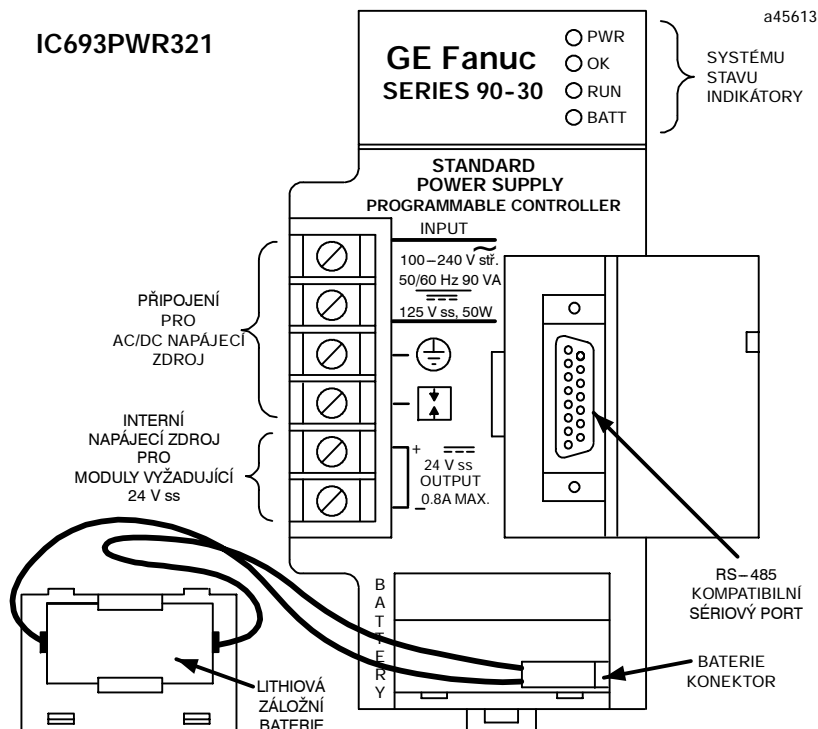 a45613
IC693PWR321
GE Fanuc
SERIES 90-30
PWR
OK
RUN
BATT
SYSTÉMU
STAVU
INDIKÁTORY
STANDARD
POWER SUPPLY
PROGRAMMABLE CONTROLLER
INPUT
100-240 V stř.
50/60 Hz 90 VA
125 V ss, 50W
PŘIPOJENÍ
PRO
AC/DC NAPÁJECÍ
ZDROJ
INTERNÍ
NAPÁJECÍ ZDROJ
PRO
MODULY VYŽADUJÍCÍ
24 V ss
+
24 V ss
OUTPUT
0.8A MAX.
–
RS-485
KOMPATIBILNÍ
SÉRIOVÝ PORT
BATTERY
BATERIE
KONEKTOR
LITHIOVÁ
ZÁLOŽNÍ
BATERIE